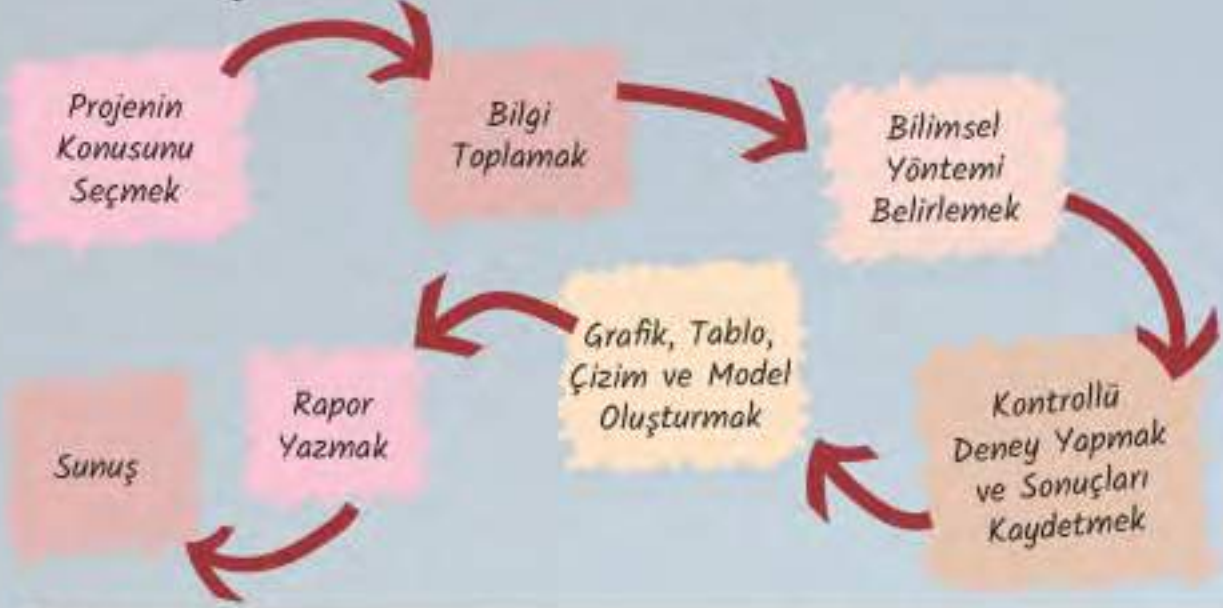 Projenin
Konusunu
Seçmek
Bilgi
Toplamak
Bilimsel
Yöntemi
Belirlemek
Kontrollü
Deney Yapmak
ve Sonuçları
Kaydetmek
Grafik, Tablo,
Çizim ve Model
Oluşturmak
Rapor
Yazmak
Sunuş